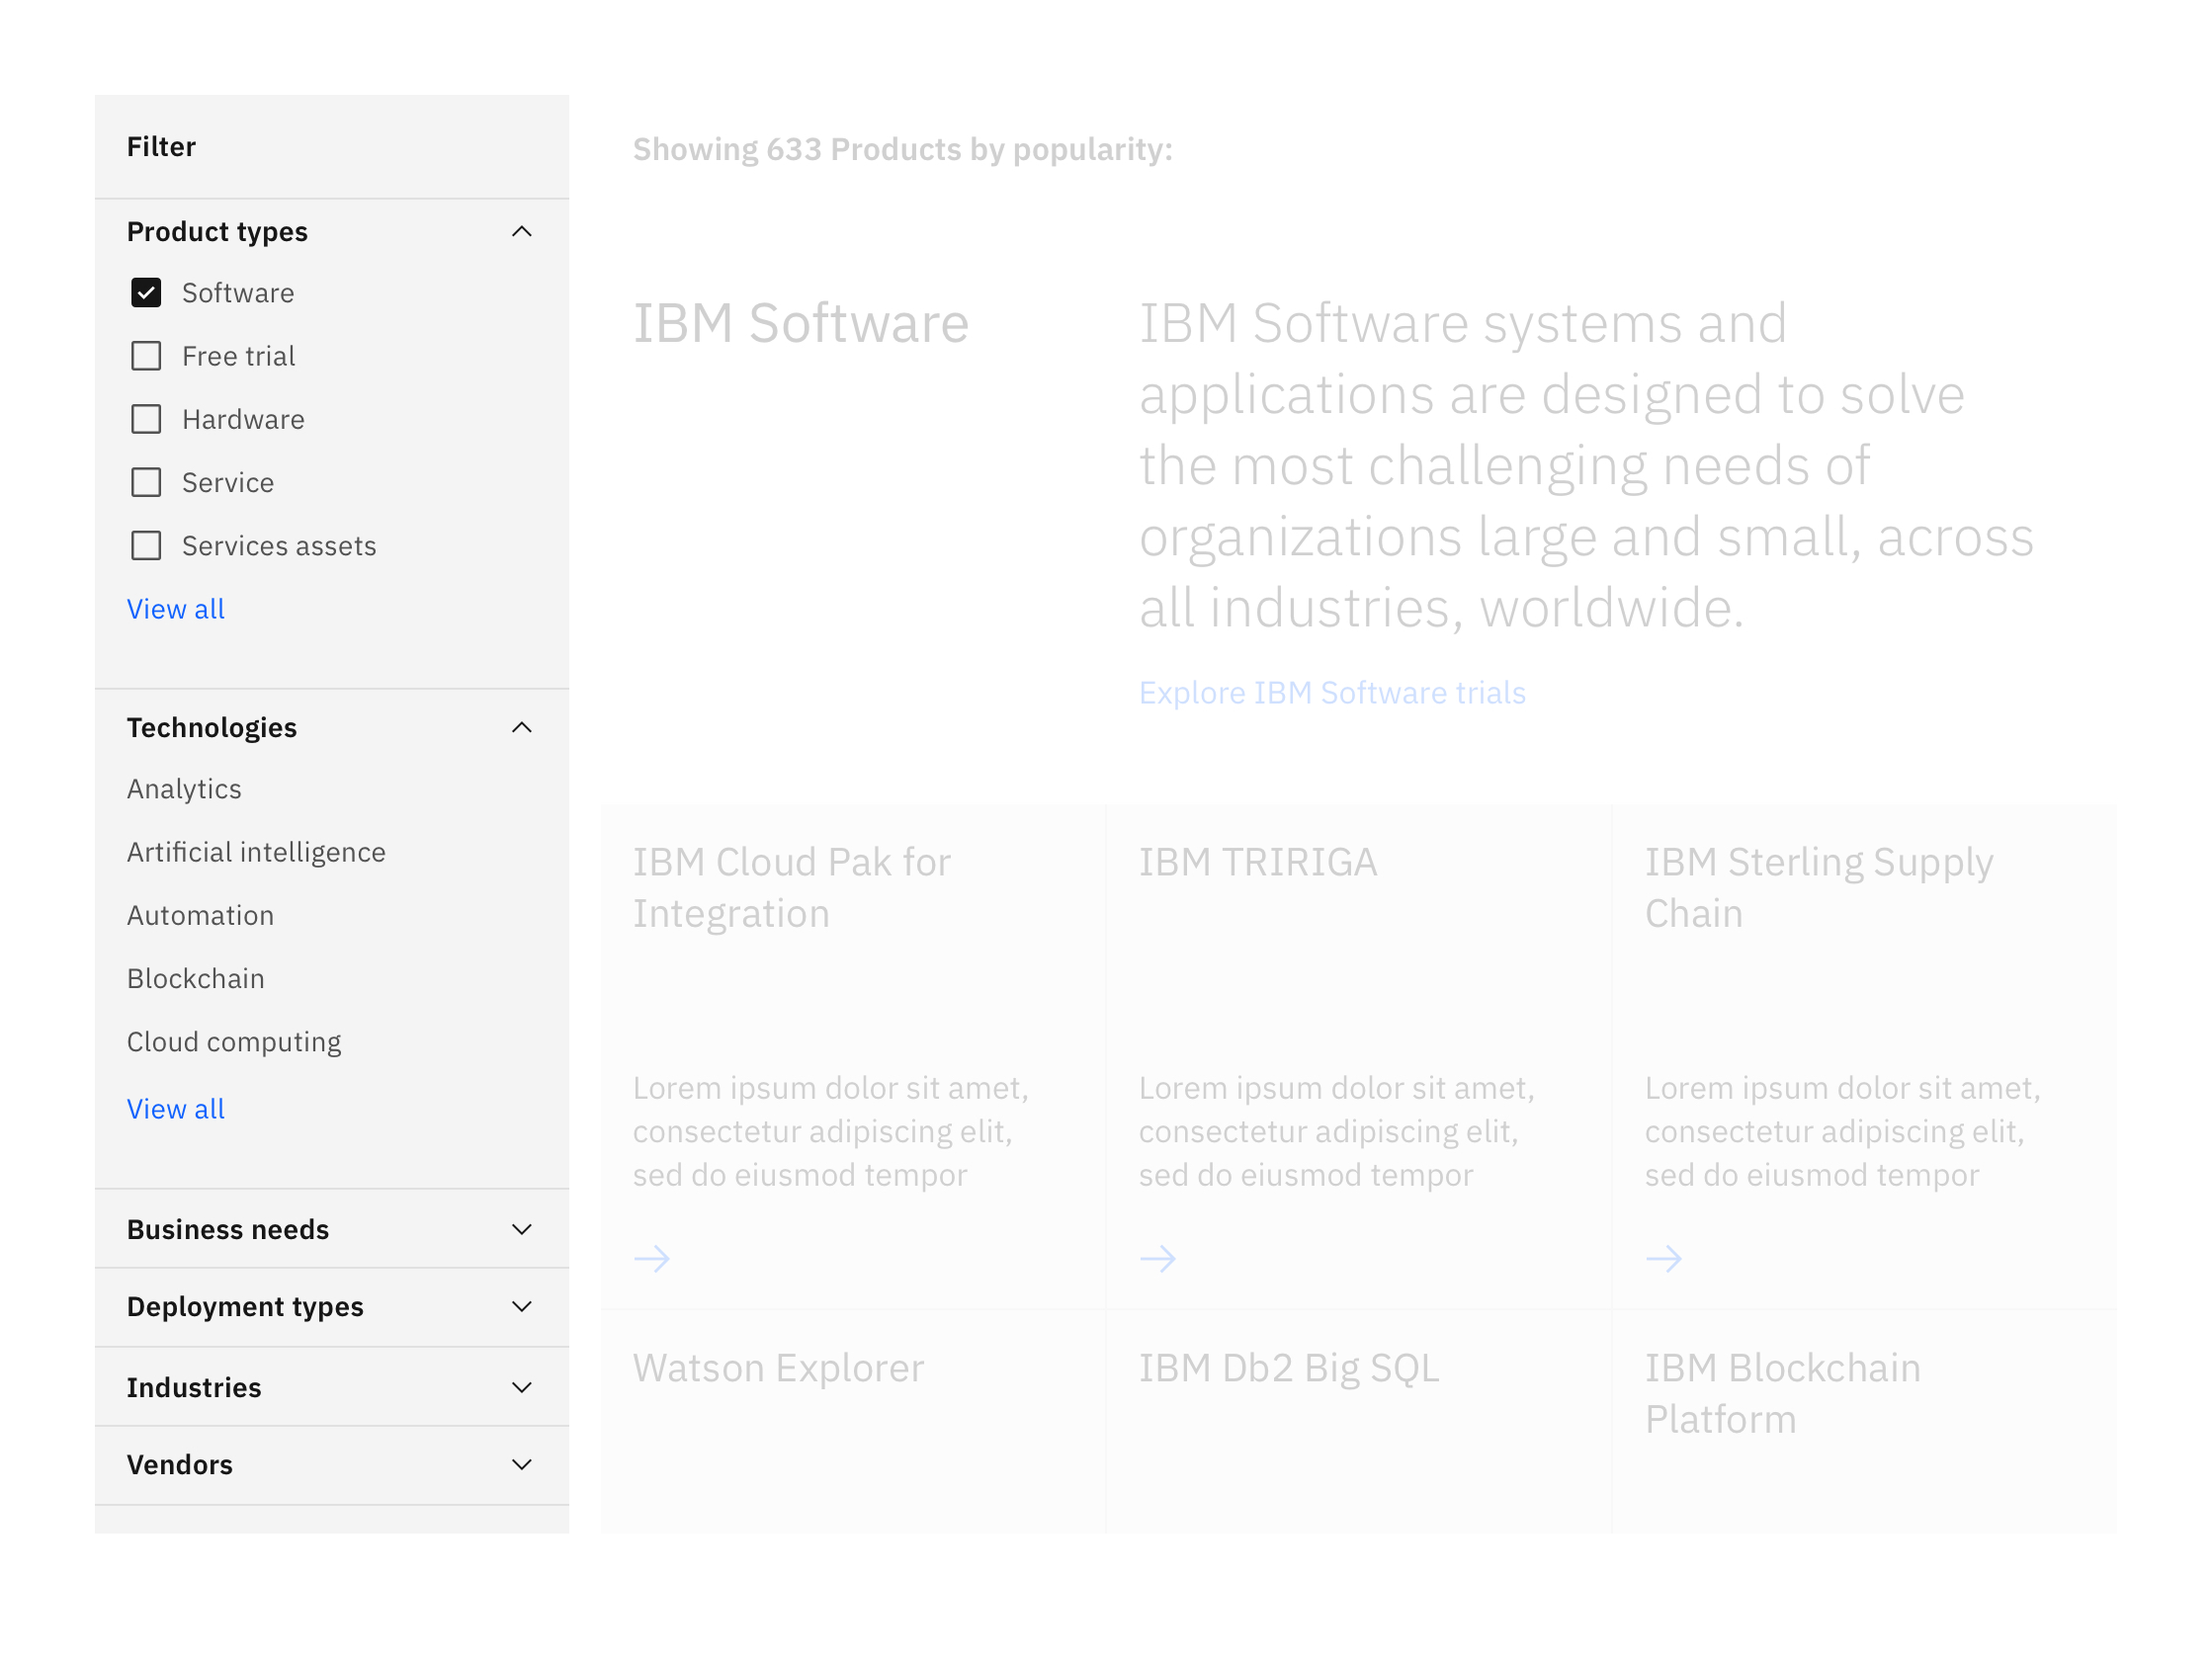 Filter
Product types
Software
Free trial
Hardware
Service
Services assets
View all
Technologies
Analytics
Artificial intelligence
Automation
Blockchain
Cloud computing
View all
Business needs
Deployment types
Industries
Vendors
Showing 633 Products by popularity:
IBM Software
IBM Software systems and
applications are designed to solve
the most challenging needs of
organizations large and small, across
all industries, worldwide.
Explore IBM Software trials
IBM Cloud Pak for
Integration
Lorem ipsum dolor sit amet,
consectetur adipiscing elit,
sed do eiusmod tempor
IBM TRIRIGA
Lorem ipsum dolor sit amet,
consectetur adipiscing elit,
sed do eiusmod tempor
IBM Sterling Supply
Chain
Lorem ipsum dolor sit amet,
consectetur adipiscing elit,
sed do eiusmod tempor
Watson Explorer
IBM Db2 Big SQL
IBM Blockchain
Platform